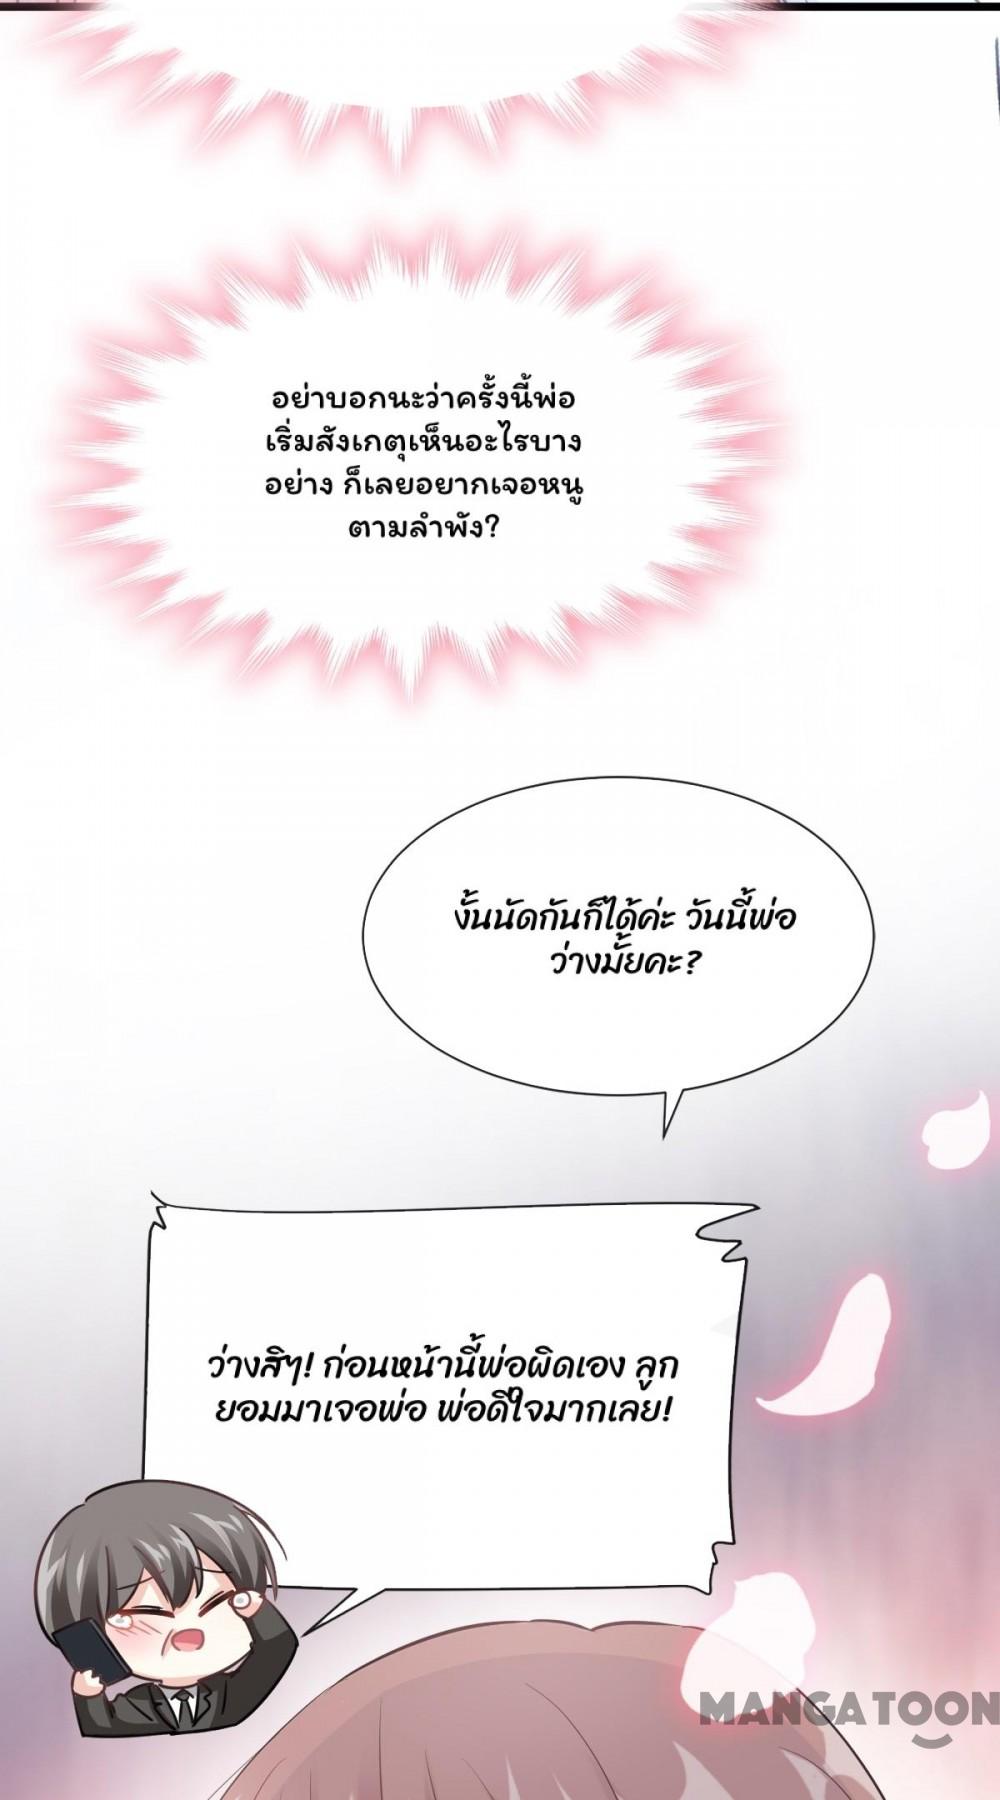 อย่าบอกนะว่าครั้งนี้พ่อ
เริ่มสังเกตุเห็นอะไรบาง
อย่าง ก็เลยอยากเจอหนู
ตามลำพัง?
งั้นนัดกันก็ได้ค่ะ วันนี้พ่อ
ว่างมั้ยคะ?
ว่างสิๆ! ก่อนหน้านี้พ่อผิดเอง ลูก
ยอมมาเจอพ่อ พ่อดีใจมากเลย!
MANGATOON